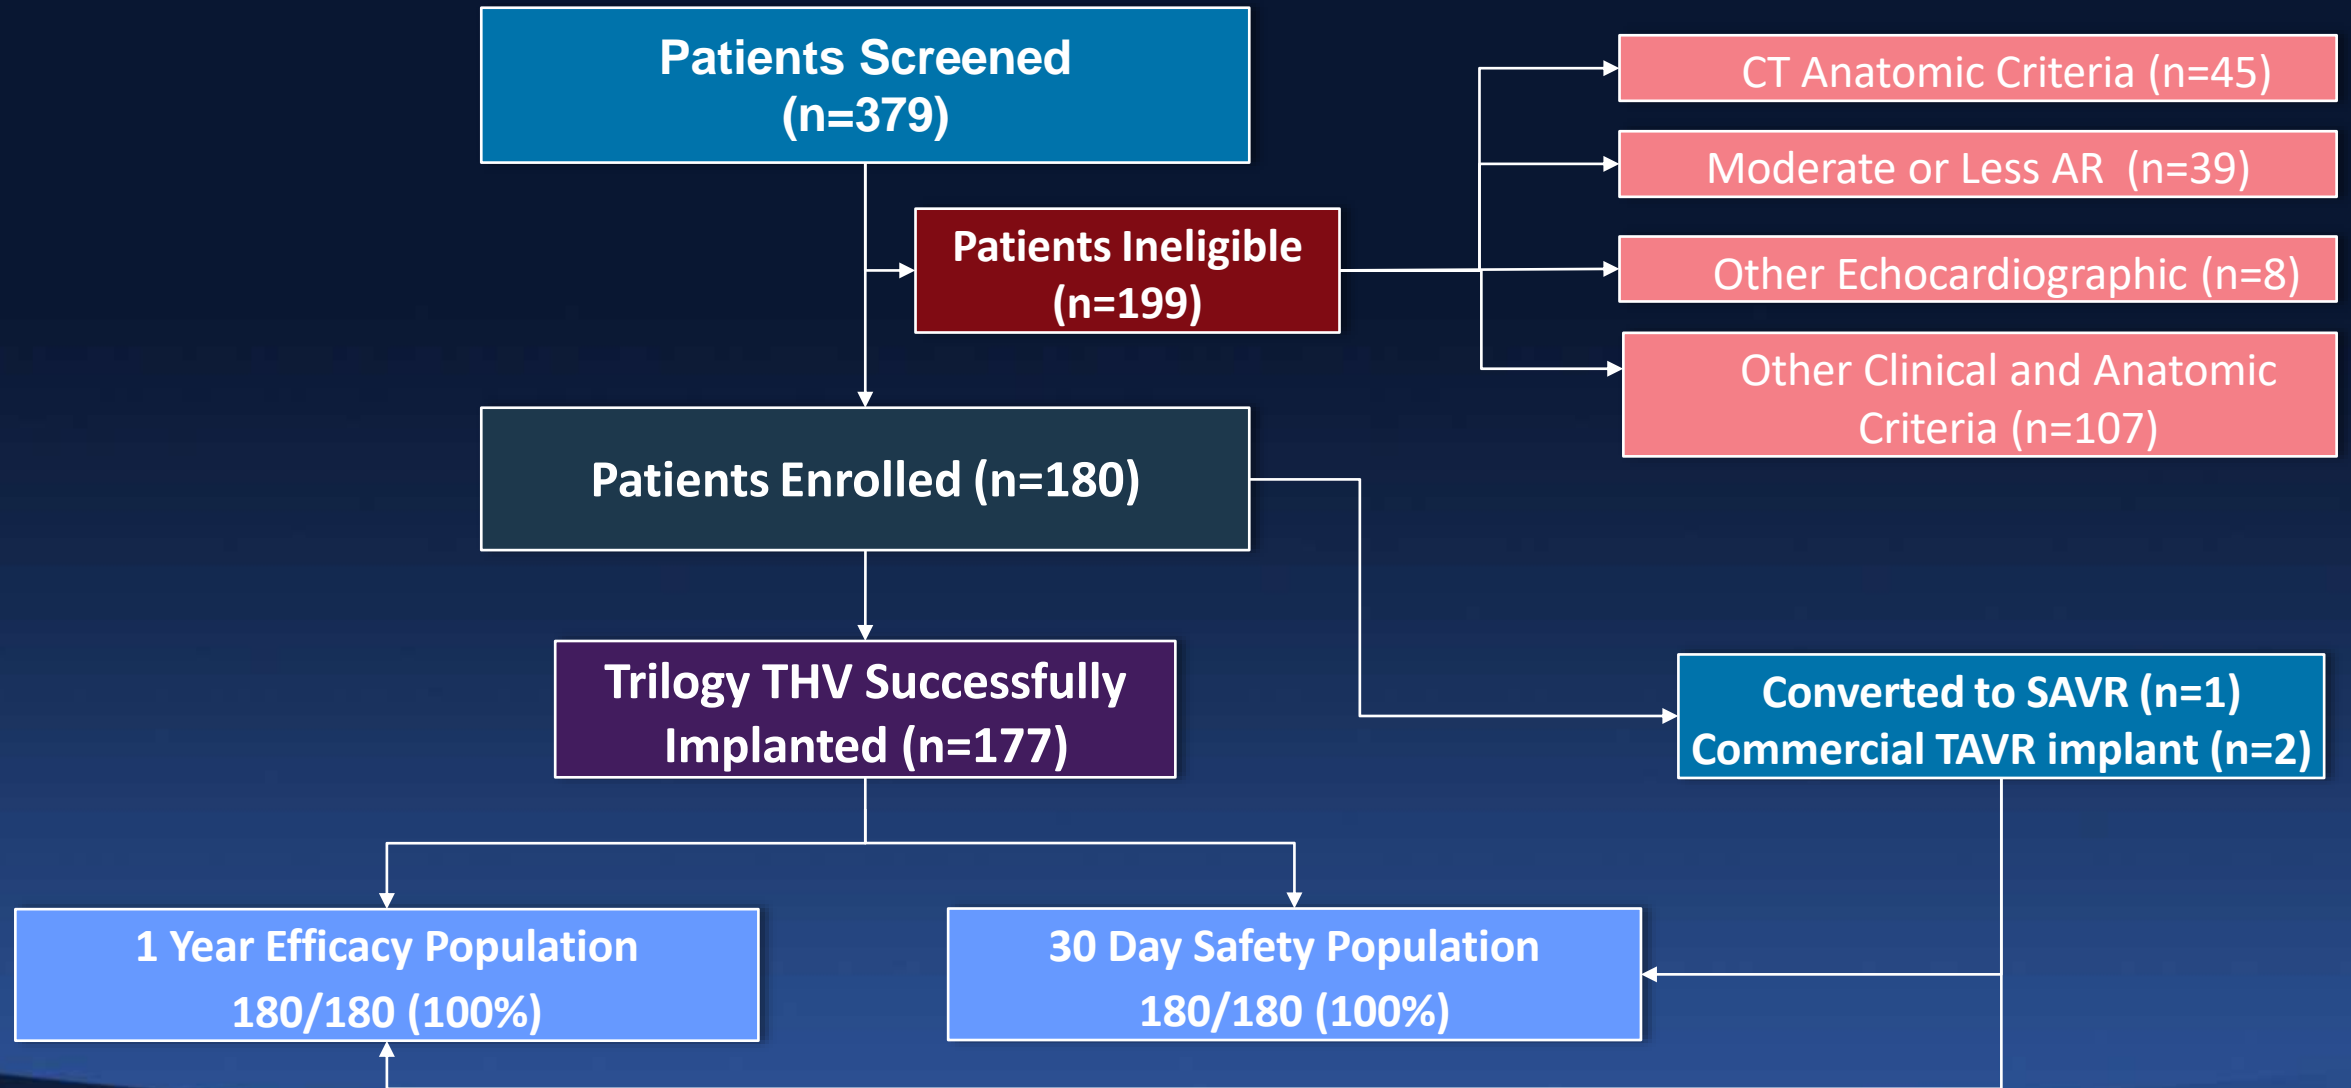 Patients Screened
(n=379)
CT Anatomic Criteria (n=45)
Moderate or Less AR (n=39)
Patients Ineligible
(n=199)
Other Echocardiographic (n=8)
Other Clinical and Anatomic
Criteria (n=107)
Patients Enrolled (n=180)
Trilogy THV Successfully
Implanted (n=177)
Converted to SAVR (n=1)
Commercial TAVR implant (n=2)
1 Year Efficacy Population
180/180 (100%)
30 Day Safety Population
180/180 (100%)